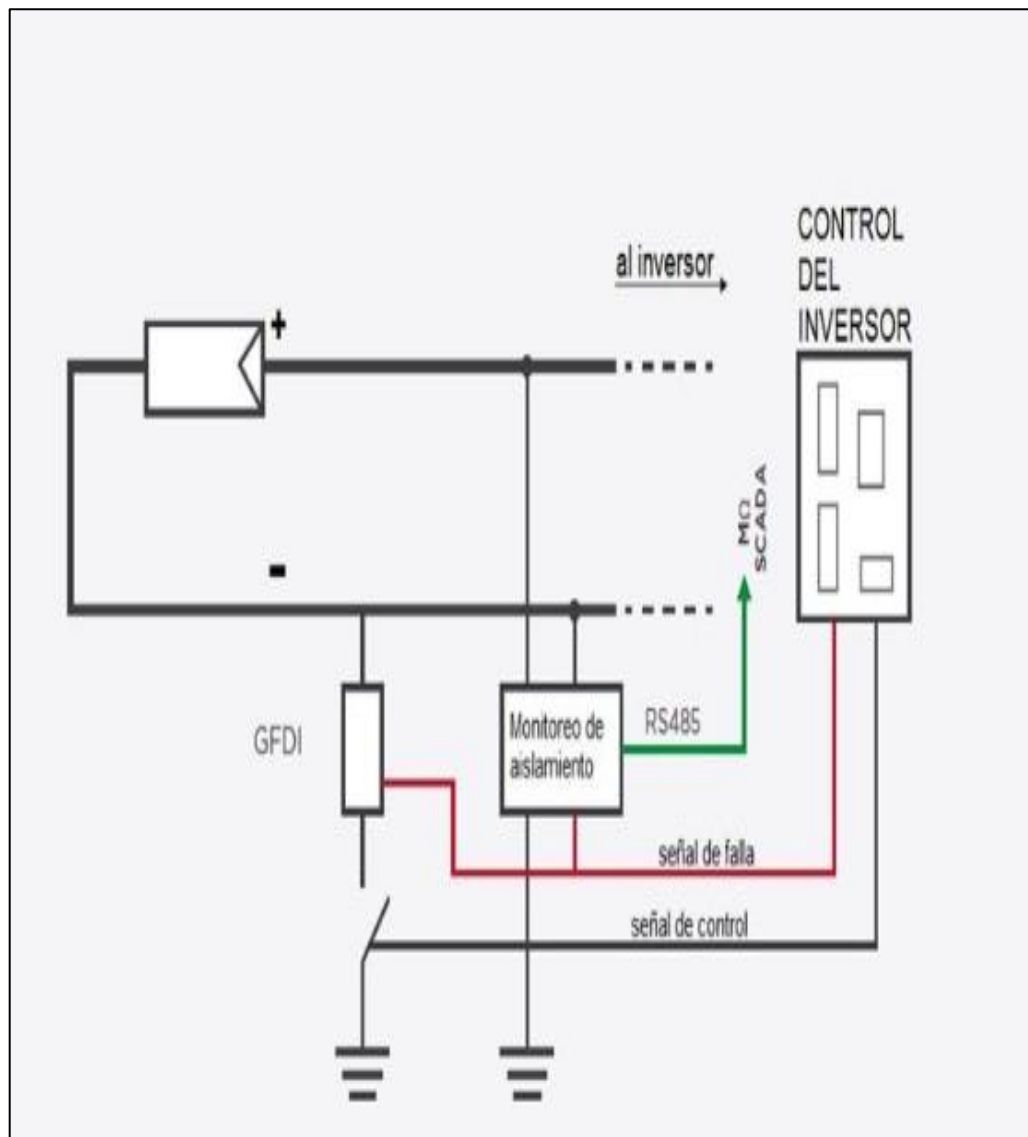 CONTROL
DEL
INVERSOR
al inversor
+
-
MΩ
SCADA
GFDI
Monitoreo de
aislamiento
RS485
señal de falla
señal de control